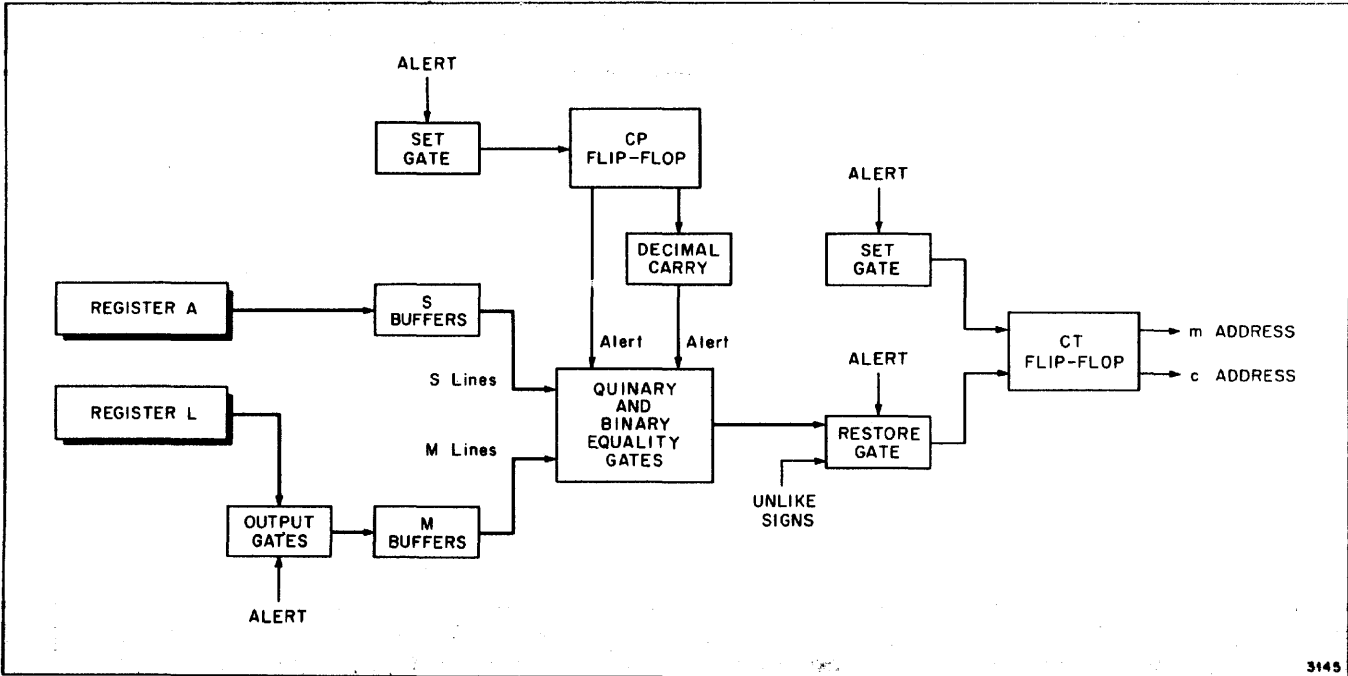 ALERT
SET
GATE
CP
FLIP-FLOP
DECIMAL
CARRY
ALERT
SET
GATE
REGISTER A
S
BUFFERS
Alert
Alert
S Lines
REGISTER L
M Lines
QUINARY
AND
BINARY
EQUALITY
GATES
ALERT
RESTORE
GATE
UNLIKE
SIGNS
CT
FLIP-FLOP
m ADDRESS
c ADDRESS
OUTPUT
GATES
M
BUFFERS
ALERT
3145